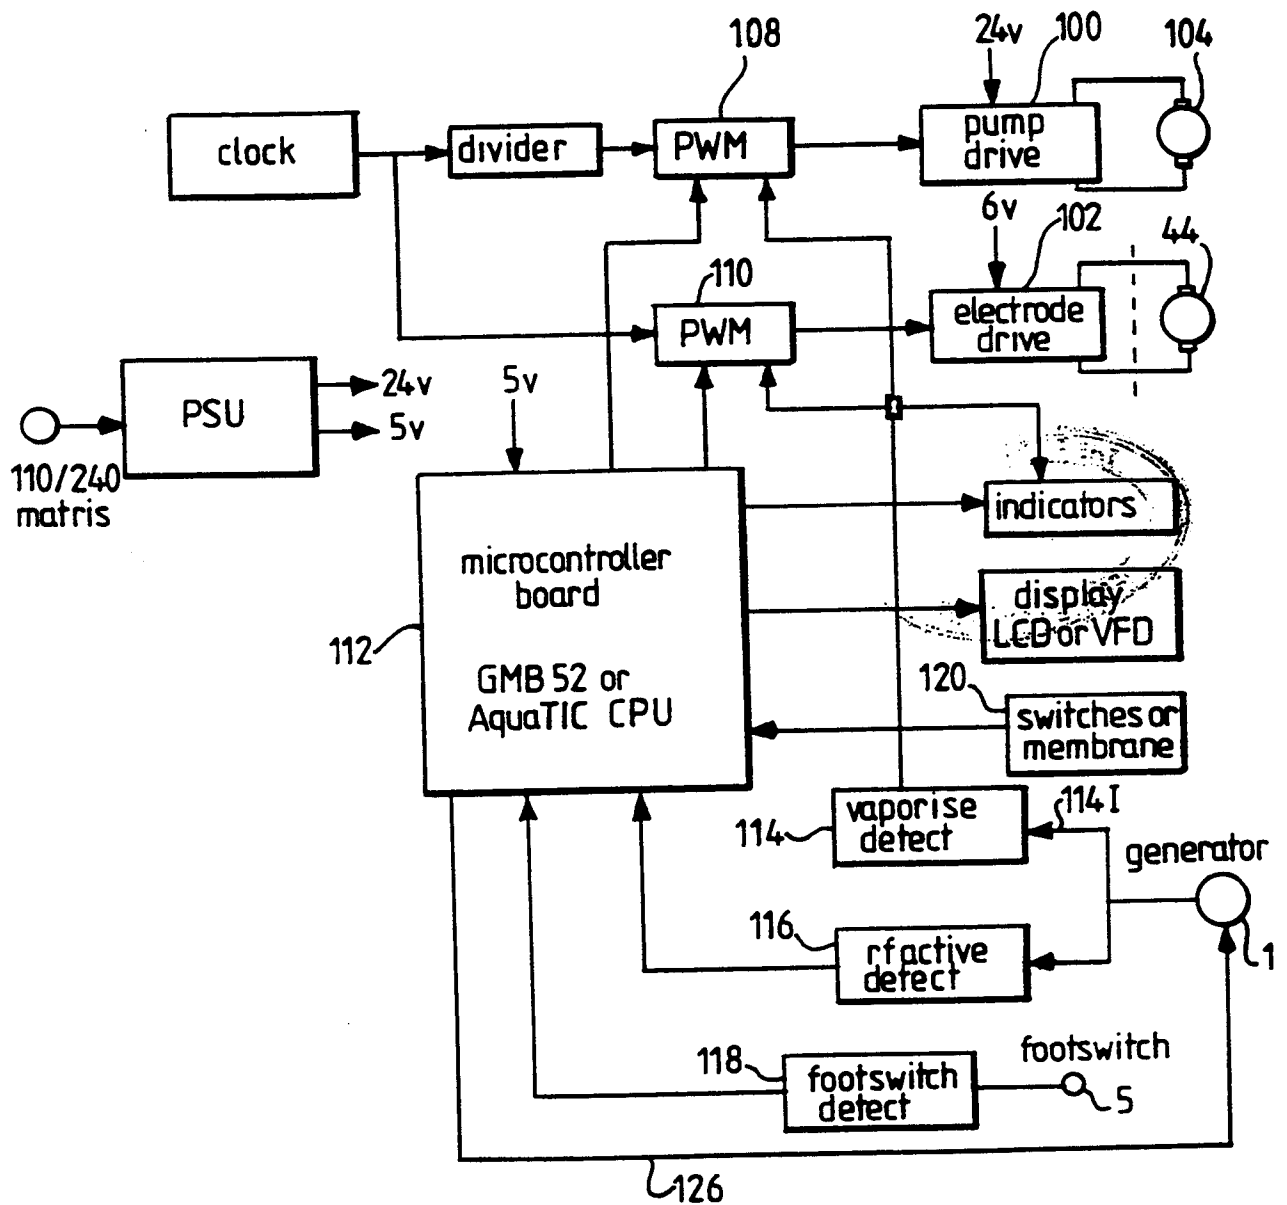 108
24v
100
104
clock
divider
PWM
pump
drive
6v
102
44
110
PWM
electrode
drive
PSU
24v
5v
5v
110/240
matris
indicators
microcontroller
board
display
LCD or VFD
112
GMB 52 or
AquaTIC CPU
120
switches or
membrane
114
vaporise
detect
114I
generator
116
rf active
detect
1
118
footswitch
detect
footswitch
5
126